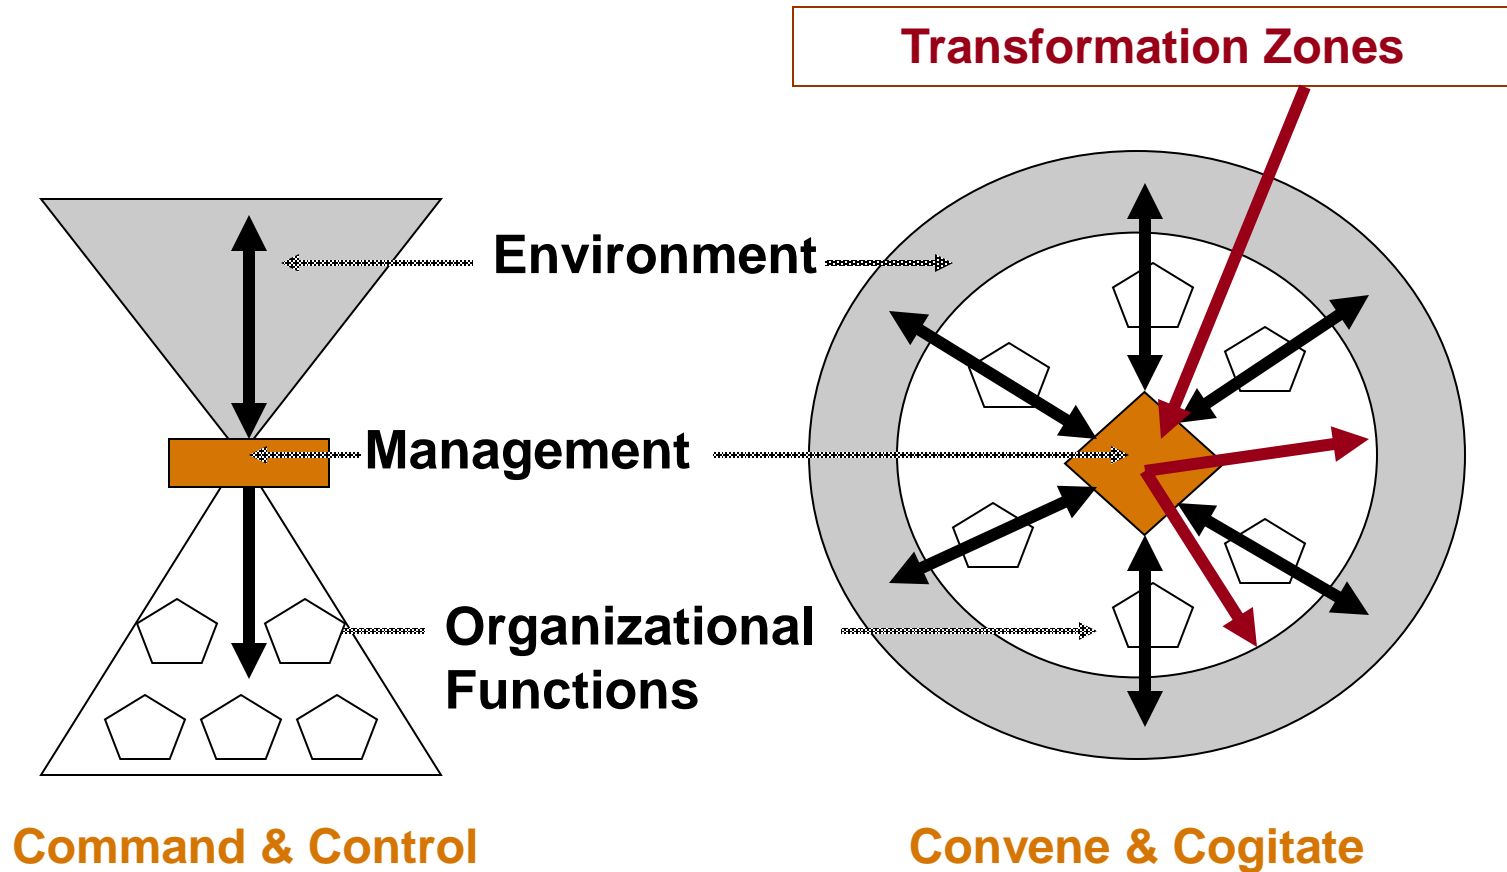 Transformation Zones
Environment
Management
Organizational
Functions
Command & Control
Convene & Cogitate